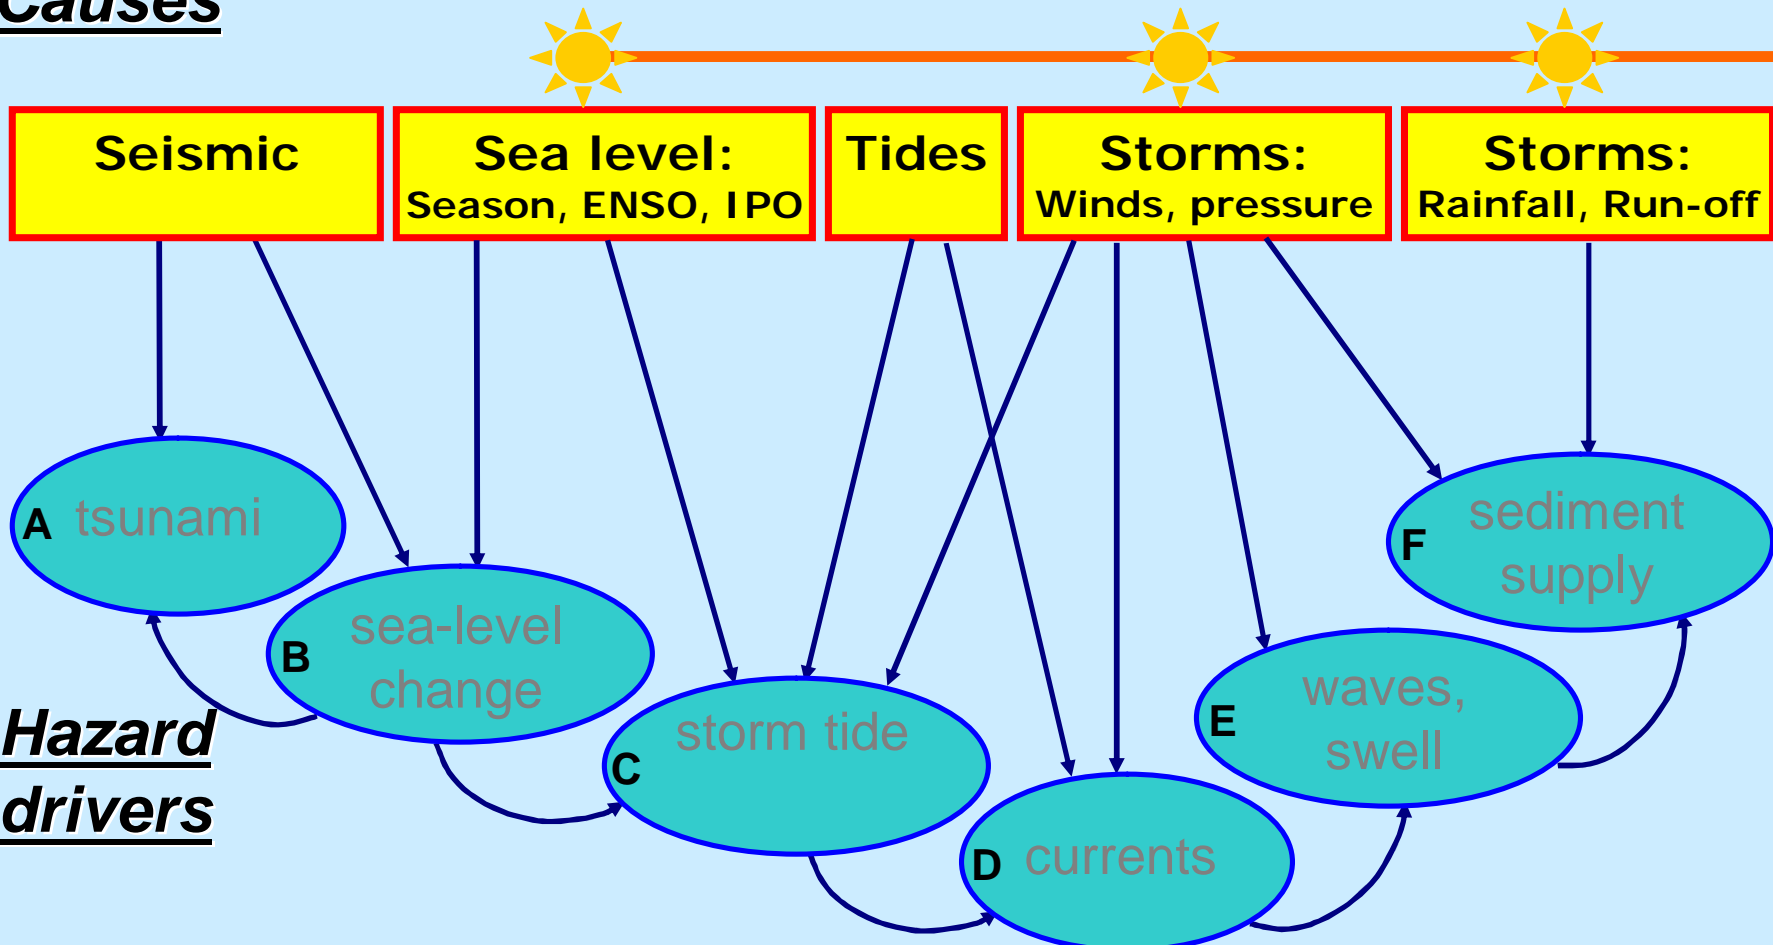 Causes
Seismic
Sea level:
Season, ENSO, IPO
Tides
Storms:
Winds, pressure
Storms:
Rainfall, Run-off
A tsunami
B sea-level
change
C storm tide
D currents
E waves,
swell
F sediment
supply
Hazard
drivers